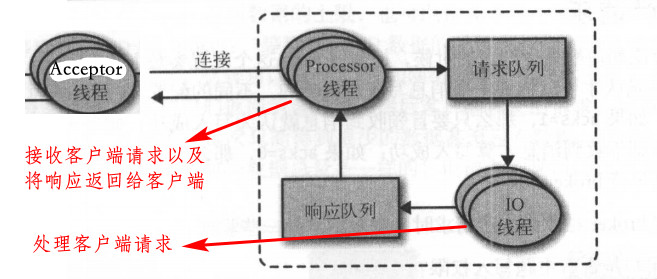 Acceptor
线程
连接
Processor
线程
请求队列
接收客户端请求以及
将响应返回给客户端
响应队列
IO
线程
处理客户端请求